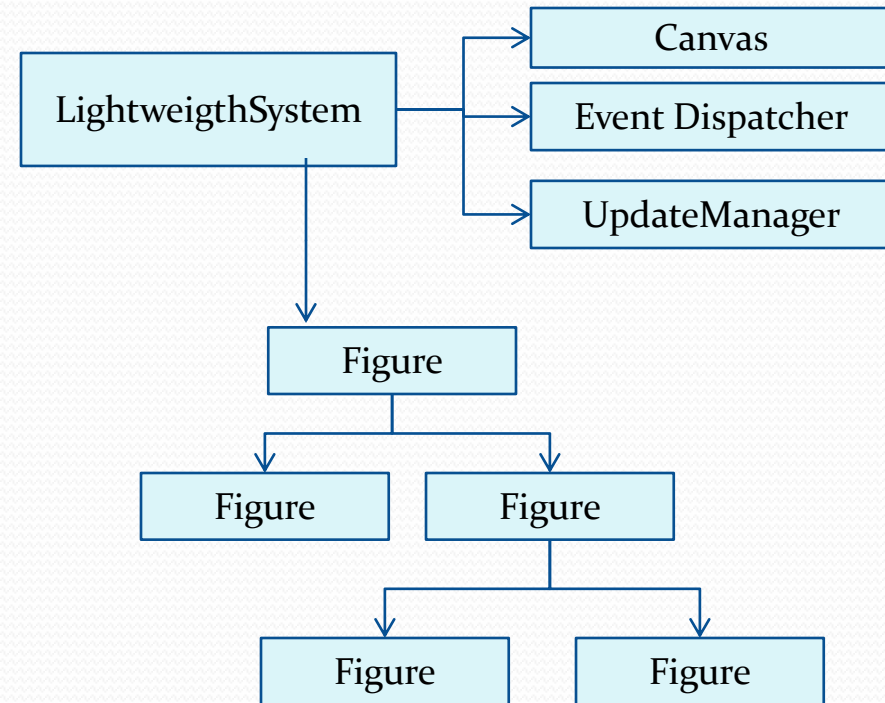 Canvas
LightweigthSystem
Event Dispatcher
UpdateManager
Figure
Figure
Figure
Figure
Figure